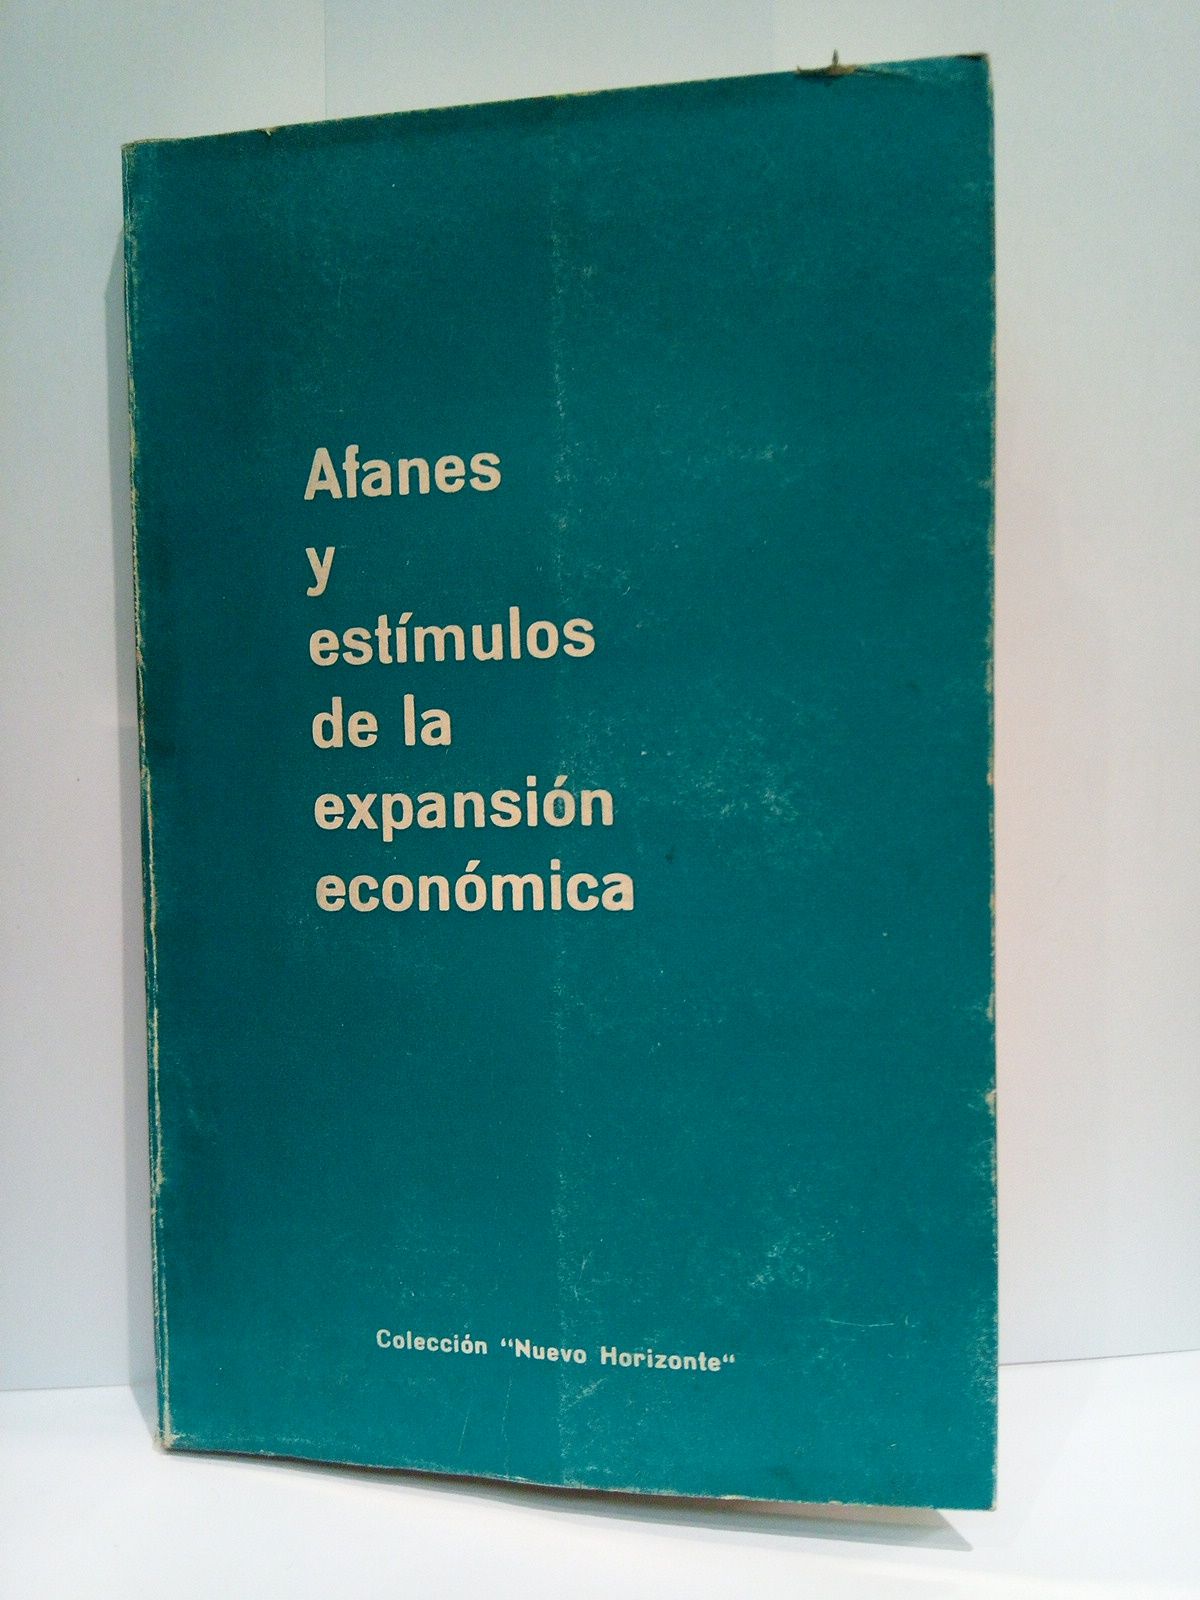 Afanes
y
estímulos
de la
expansión
económica
Colección “Nuevo Horizonte“